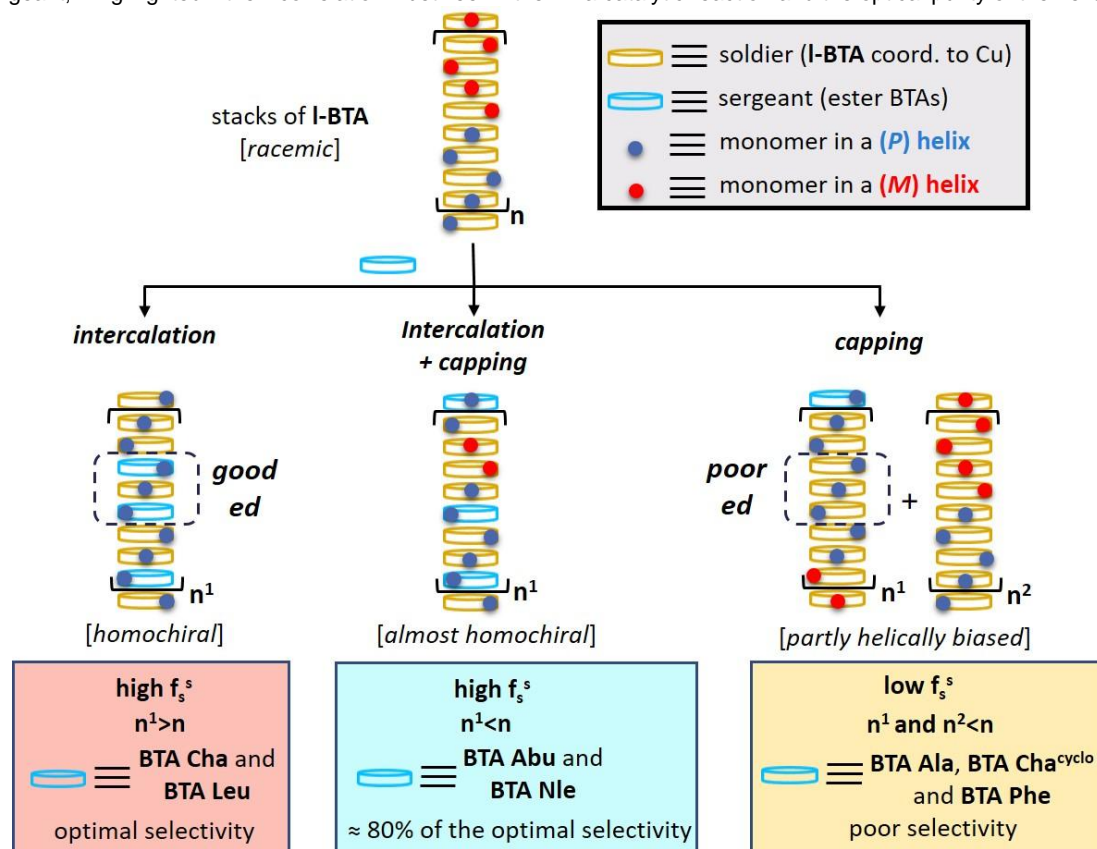 soldier (l-BTA coord. to Cu)
sergeant (ester BTAs)
monomer in a (P) helix
monomer in a (M) helix
stacks of l-BTA
[racemic]
n
intercalation
Intercalation
+ capping
capping
good
ed
poor
ed
+
n¹
n¹
n¹
n²
[homochiral]
[almost homochiral]
[partly helically biased]
high fₛˢ
n¹>n
BTA Cha and
BTA Leu
optimal selectivity
high fₛˢ
n¹<n
BTA Abu and
BTA Nle
≈ 80% of the optimal selectivity
low fₛˢ
n¹ and n²<n
BTA Ala, BTA Chaᶜʸᶜˡᵒ
and BTA Phe
poor selectivity